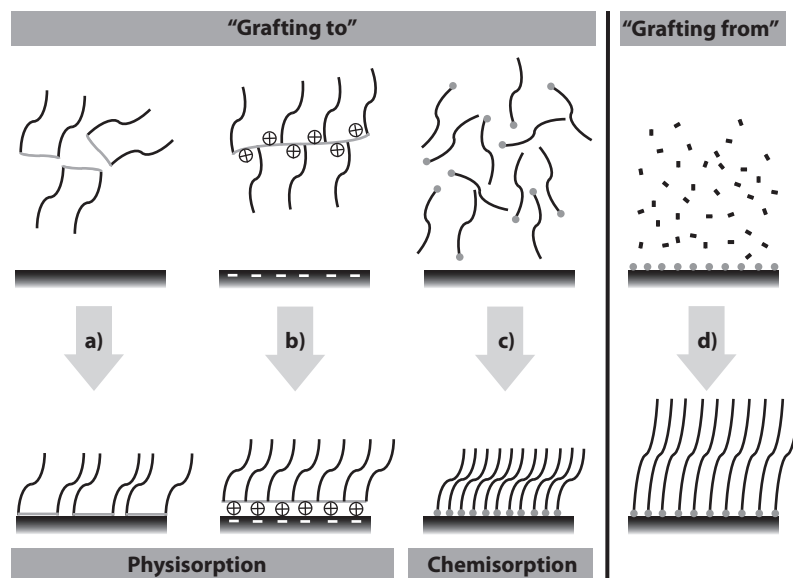 “Grafting to”
“Grafting from”
a)
b)
c)
d)
Physisorption
Chemisorption